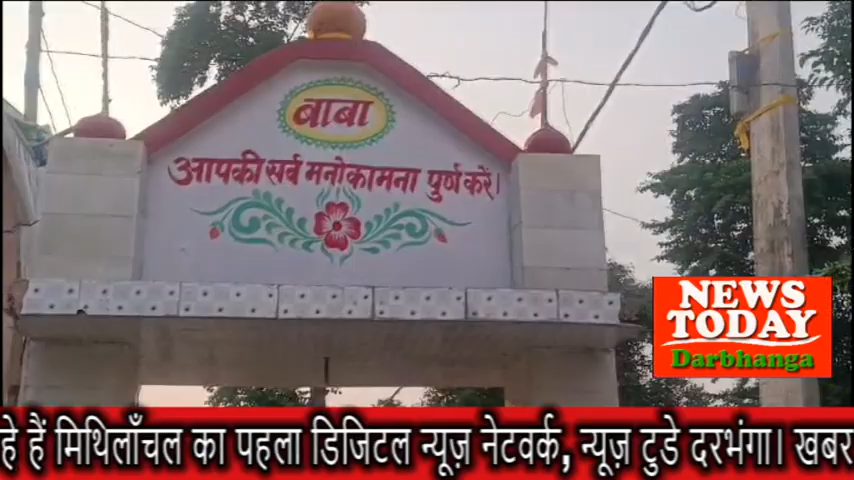 बाबा
आपकी सर्व मनोकामना पुर्ण करें।
NEWS
TODAY
Darbhanga
हे हैं मिथिलाँचल का पहला डिजिटल न्यूज़ नेटवर्क, न्यूज़ टुडे दरभंगा। खबर